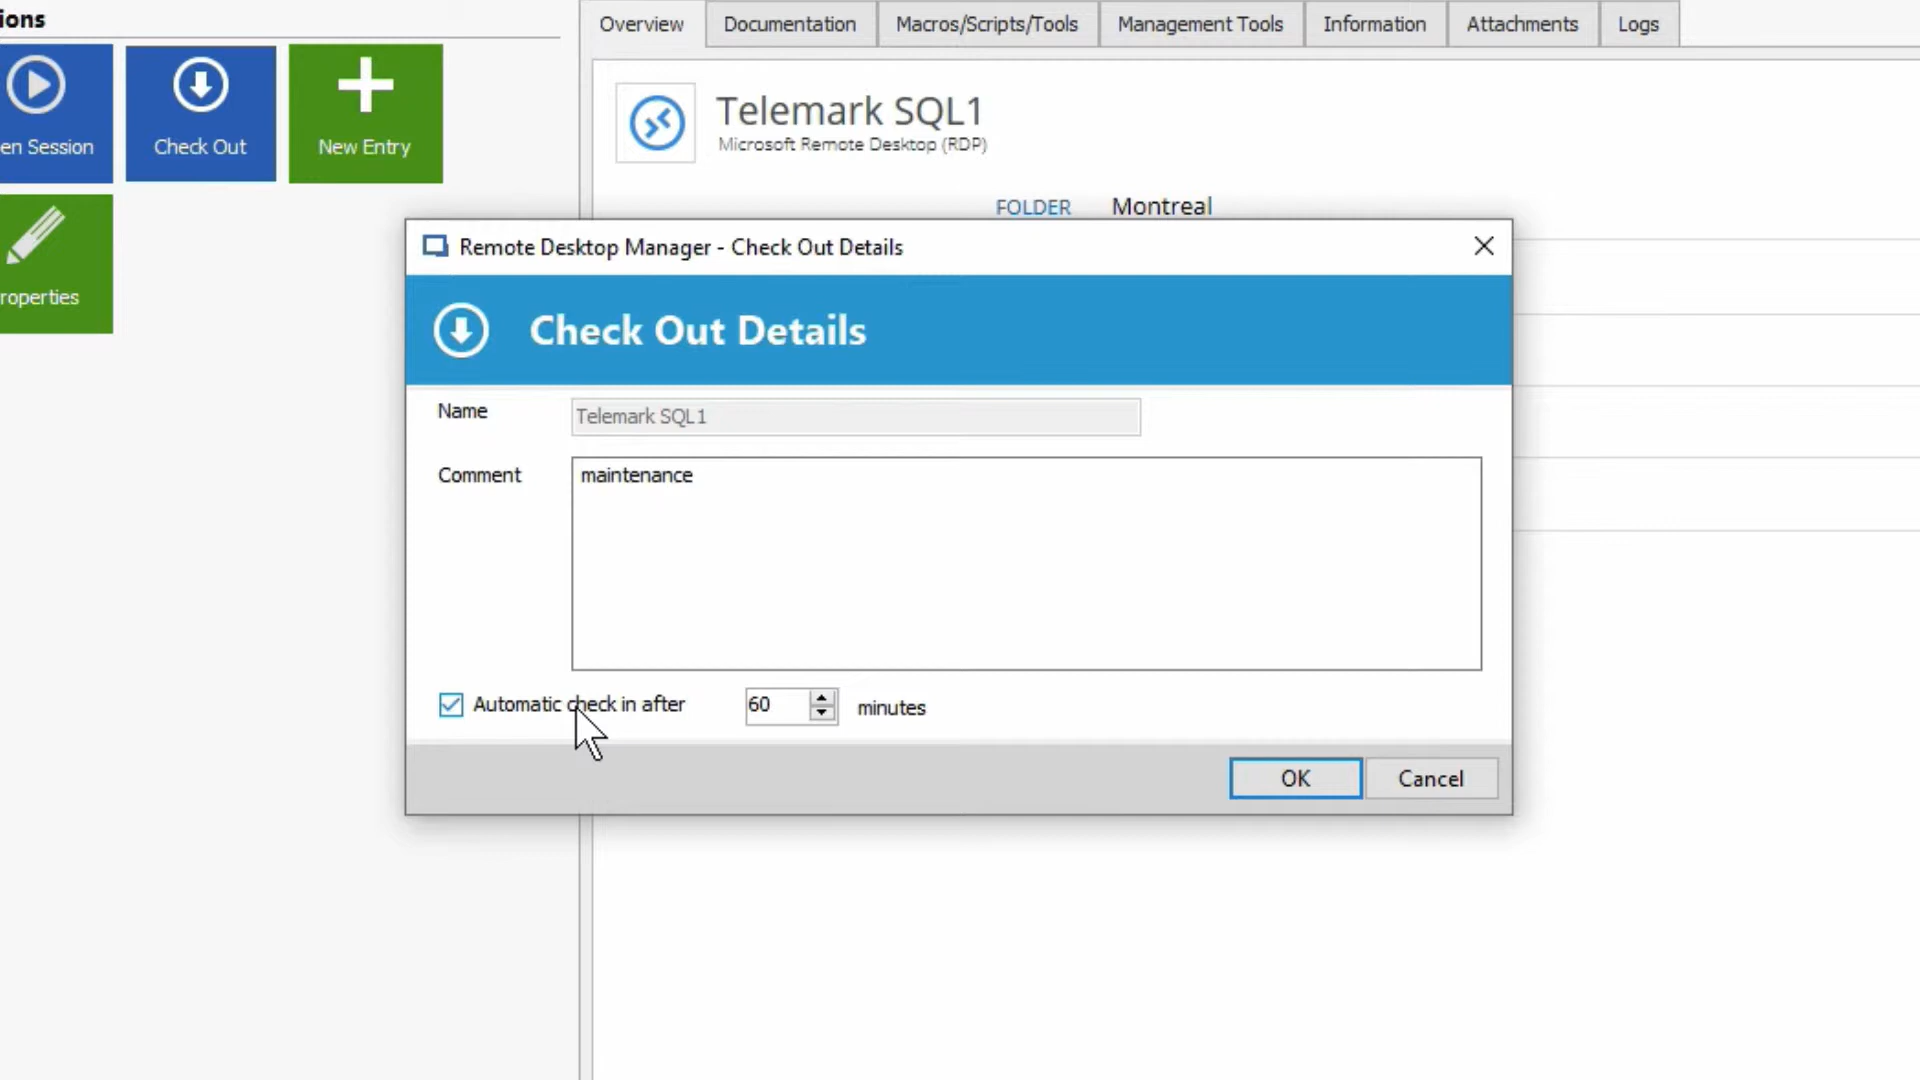 ions
Overview
Documentation
Macros/Scripts/Tools
Management Tools
Information
Attachments
Logs
en Session
Check Out
New Entry
roperties
Telemark SQL1
Microsoft Remote Desktop (RDP)
FOLDER Montreal
Remote Desktop Manager - Check Out Details
Check Out Details
Name Telemark SQL1
Comment maintenance
Automatic check in after 60 minutes
OK
Cancel